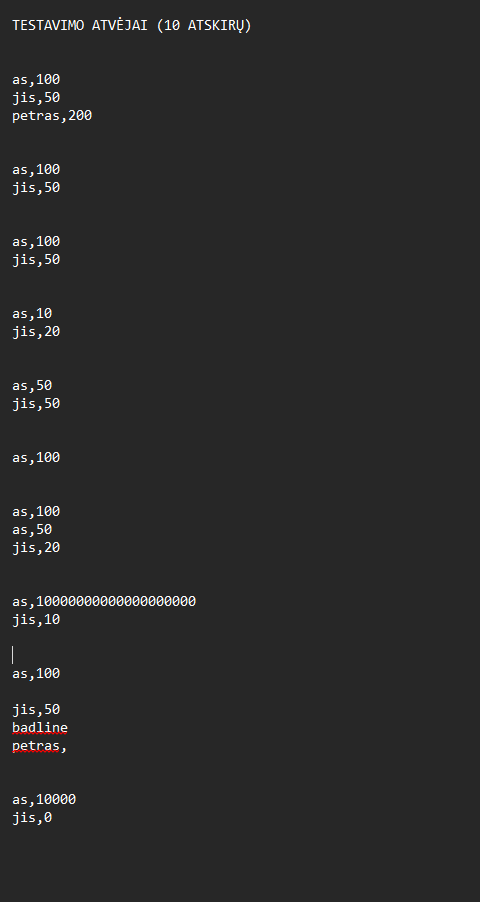 TESTAVIMO ATVĖJAI (10 ATSKIRŲ)
as,100
jis,50
petras,200
as,100
jis,50
as,100
jis,50
as,10
jis,20
as,50
jis,50
as,100
as,100
as,50
jis,20
as,10000000000000000000
jis,10
as,100
jis,50
badline
petras,
as,10000
jis,0